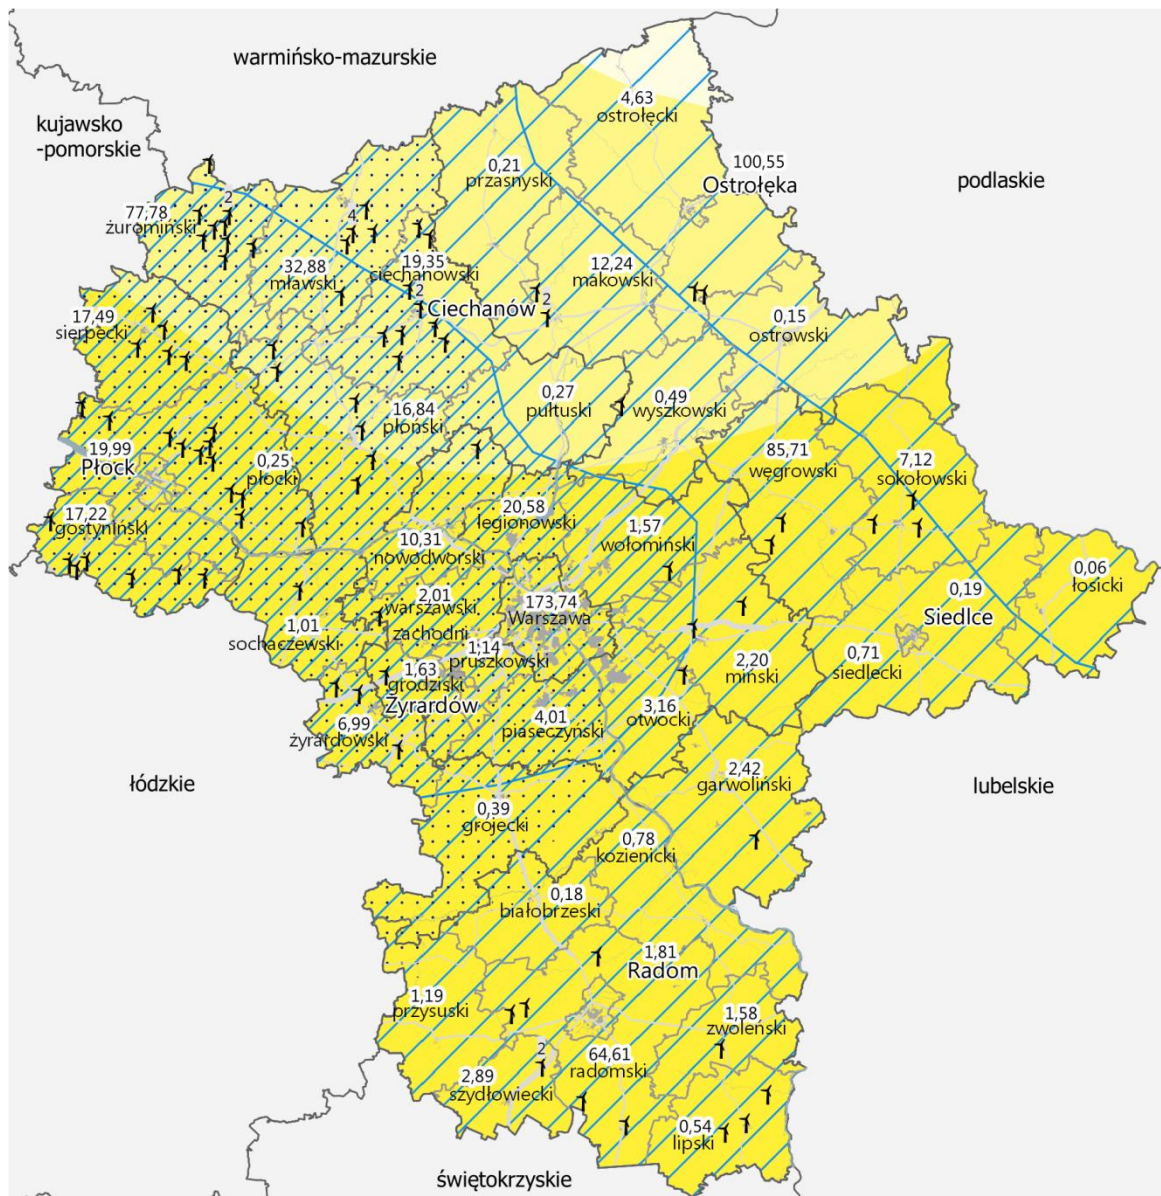 warmińsko-mazurskie
kujawsko
-pomorskie
4,63
ostrołęcki
0,21
przasnyski
100,55
Ostrołęka
podlaskie
2
77,78
żuromiński
4
32,88
mławski
19,35
ciechanowski
12,24
makowski
2
Ciechanów
2
17,49
sierpecki
0,15
ostrowski
0,27
pułtuski
0,49
wyszkowski
16,84
płoński
19,99
Płock
0,25
płocki
85,71
węgrowski
7,12
sokołowski
17,22
gostyniński
20,58
legionowski
10,31
nowodworski
1,57
wołomiński
0,06
łosicki
2,01
warszawski
zachodni
173,74
Warszawa
0,19
Siedlce
1,01
sochaczewski
1,14
pruszkowski
1,63
grodziski
Żyrardów
0,71
siedlecki
2,20
miński
3,16
otwocki
6,99
żyrardowski
4,01
piaseczyński
łódzkie
2,42
garwoliński
lubelskie
0,39
grojecki
0,78
kozienicki
0,18
białobrzeski
1,81
Radom
1,19
przysuski
1,58
zwoleński
2
64,61
radomski
2,89
szydłowiecki
0,54
lipski
świętokrzyskie